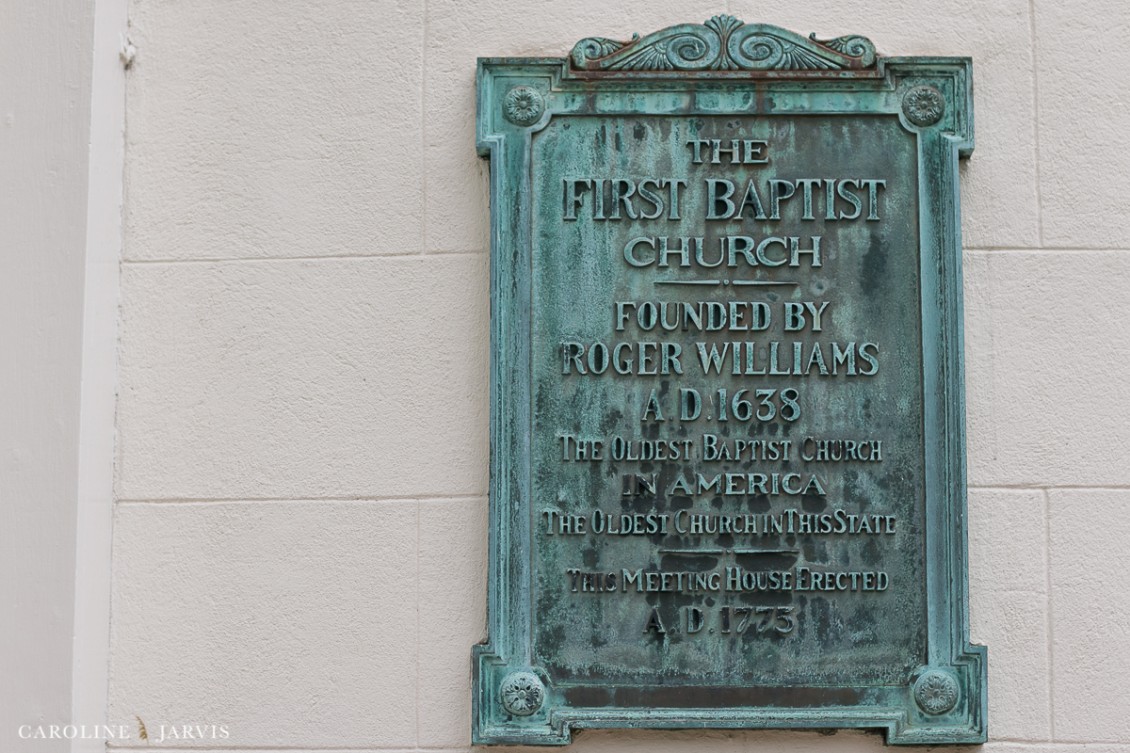 THE
FIRST BAPTIST
CHURCH
FOUNDED BY
ROGER WILLIAMS
A.D.1638
THE OLDEST BAPTIST CHURCH
IN AMERICA
THE OLDEST CHURCH IN THIS STATE
THIS MEETING HOUSE ERECTED
A.D.1775
CAROLINE JARVIS